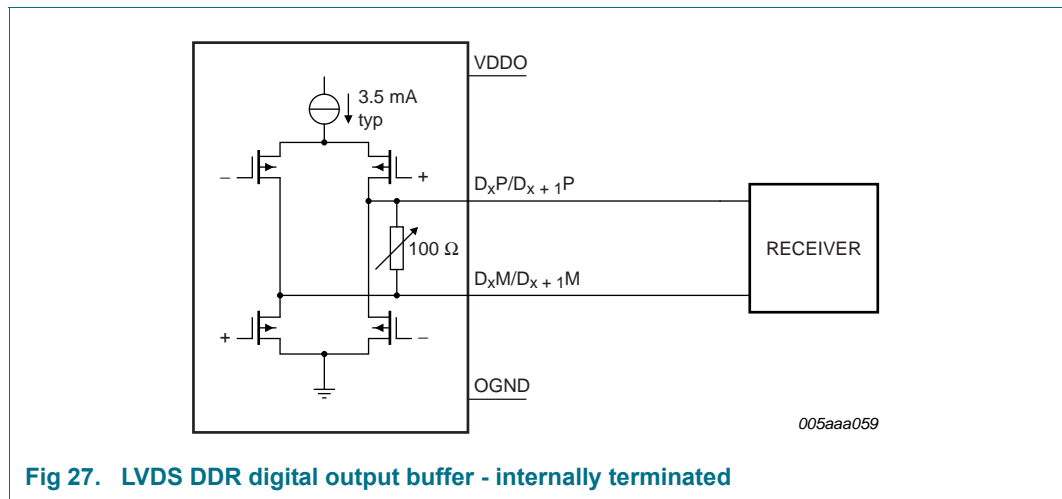 VDDO
3.5 mA
typ
− +
DxP/Dx + 1P
100 Ω
RECEIVER
DxM/Dx + 1M
+ −
OGND
005aaa059
Fig 27. LVDS DDR digital output buffer - internally terminated